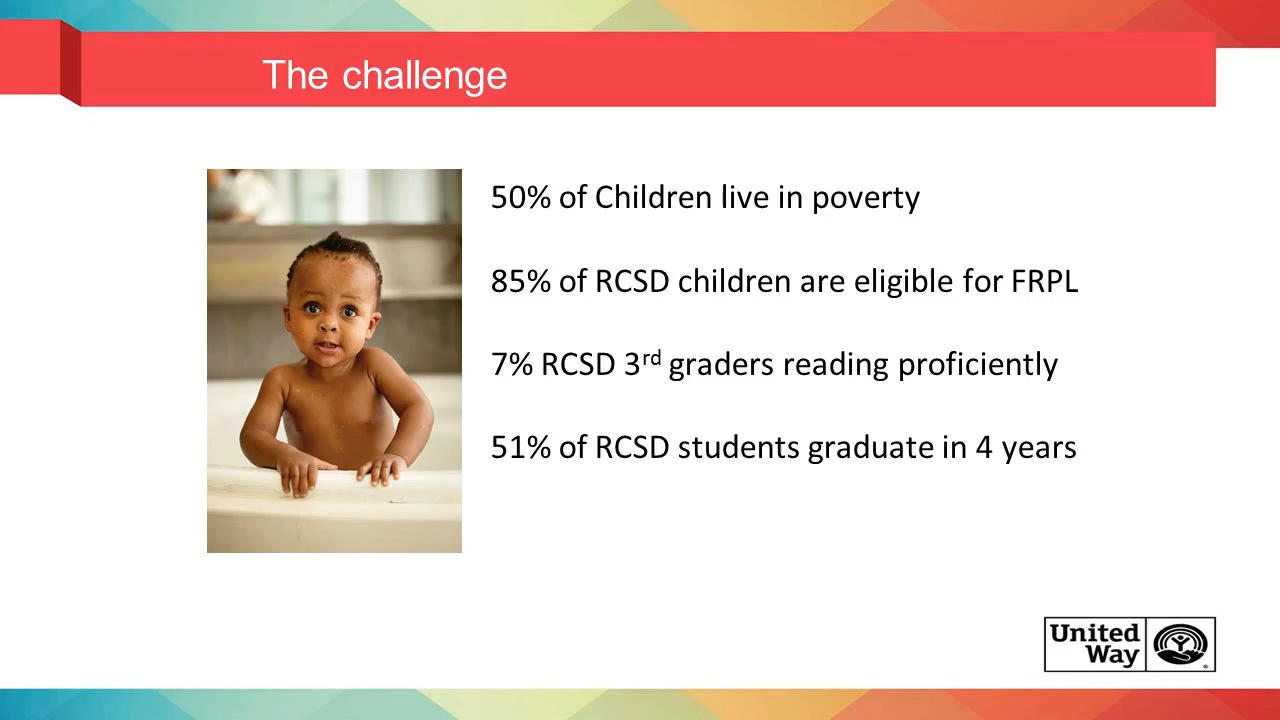 The challenge
50% of Children live in poverty
85% of RCSD children are eligible for FRPL
7% RCSD 3rd graders reading proficiently
51% of RCSD students graduate in 4 years
United
Way